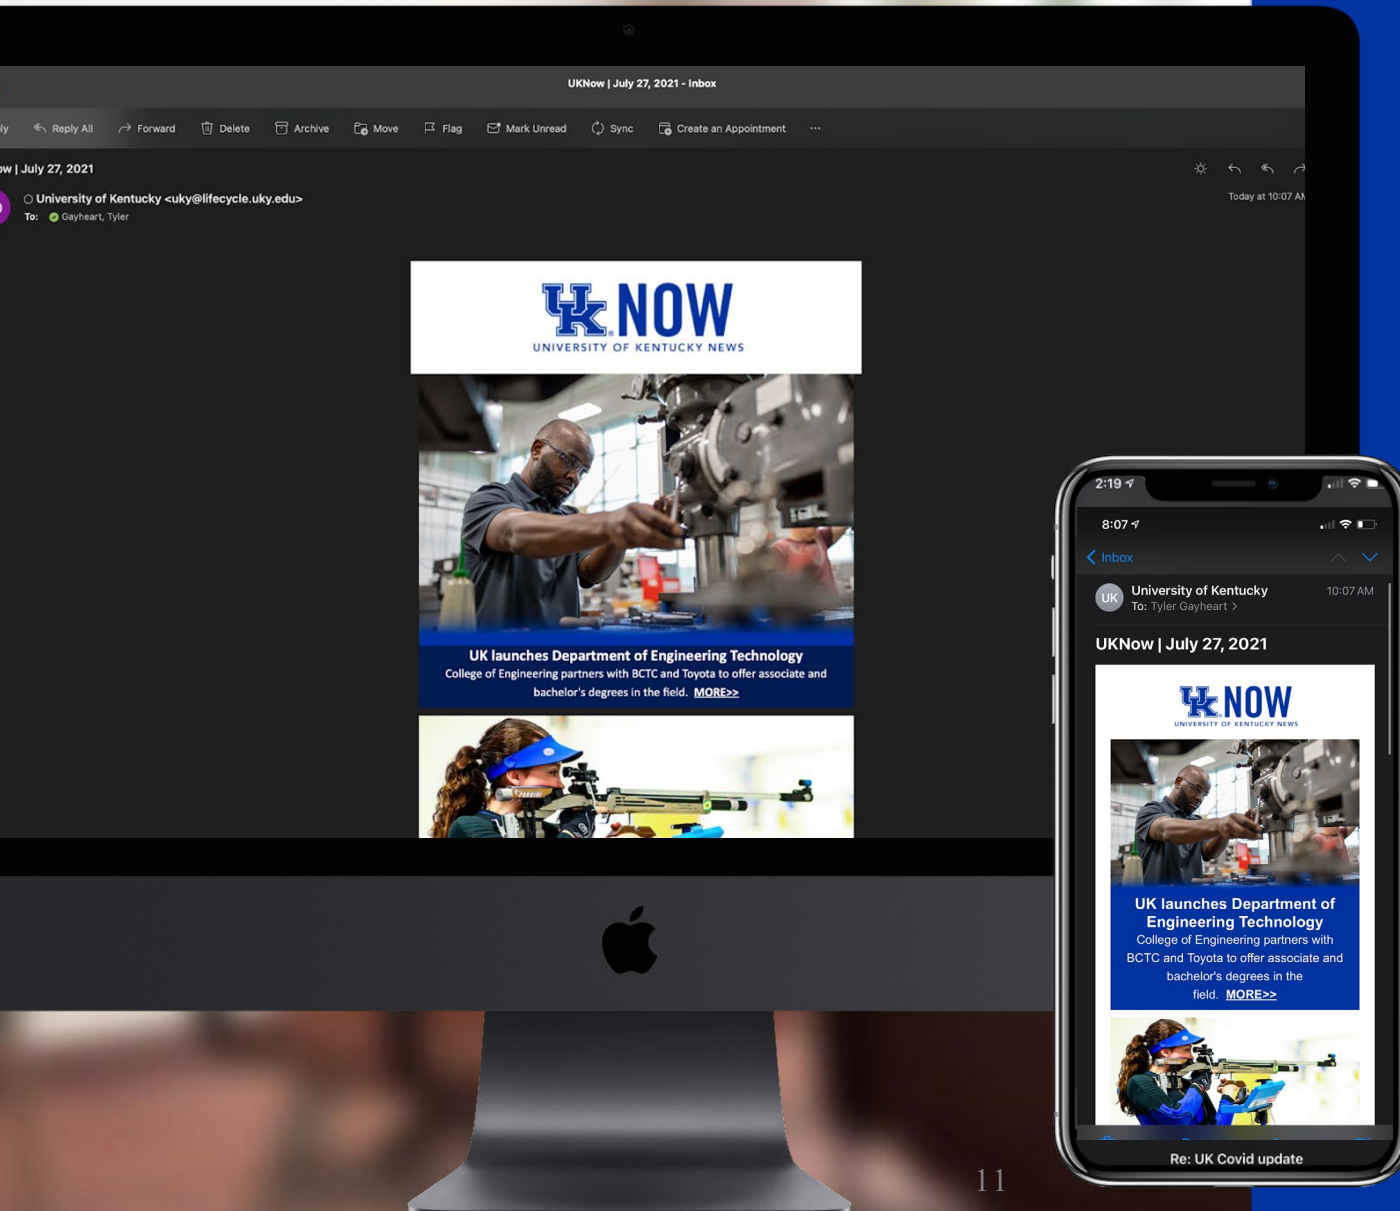 UKNow | July 27, 2021 - Inbox
Reply All Forward Delete Archive Move Flag Mark Unread Sync Create an Appointment ...
| July 27, 2021
University of Kentucky <uky@lifecycle.uky.edu>
Today at 10:07 AM
To: Gayheart, Tyler
UK NOW
UNIVERSITY OF KENTUCKY NEWS
UK launches Department of Engineering Technology
College of Engineering partners with BCTC and Toyota to offer associate and
bachelor's degrees in the field. MORE>>
PARDINI
2:19
8:07
Inbox
UK
University of Kentucky 10:07 AM
To: Tyler Gayheart >
UKNow | July 27, 2021
UK NOW
UNIVERSITY OF KENTUCKY NEWS
UK launches Department of
Engineering Technology
College of Engineering partners with
BCTC and Toyota to offer associate and
bachelor's degrees in the
field. MORE>>
Re: UK Covid update
11